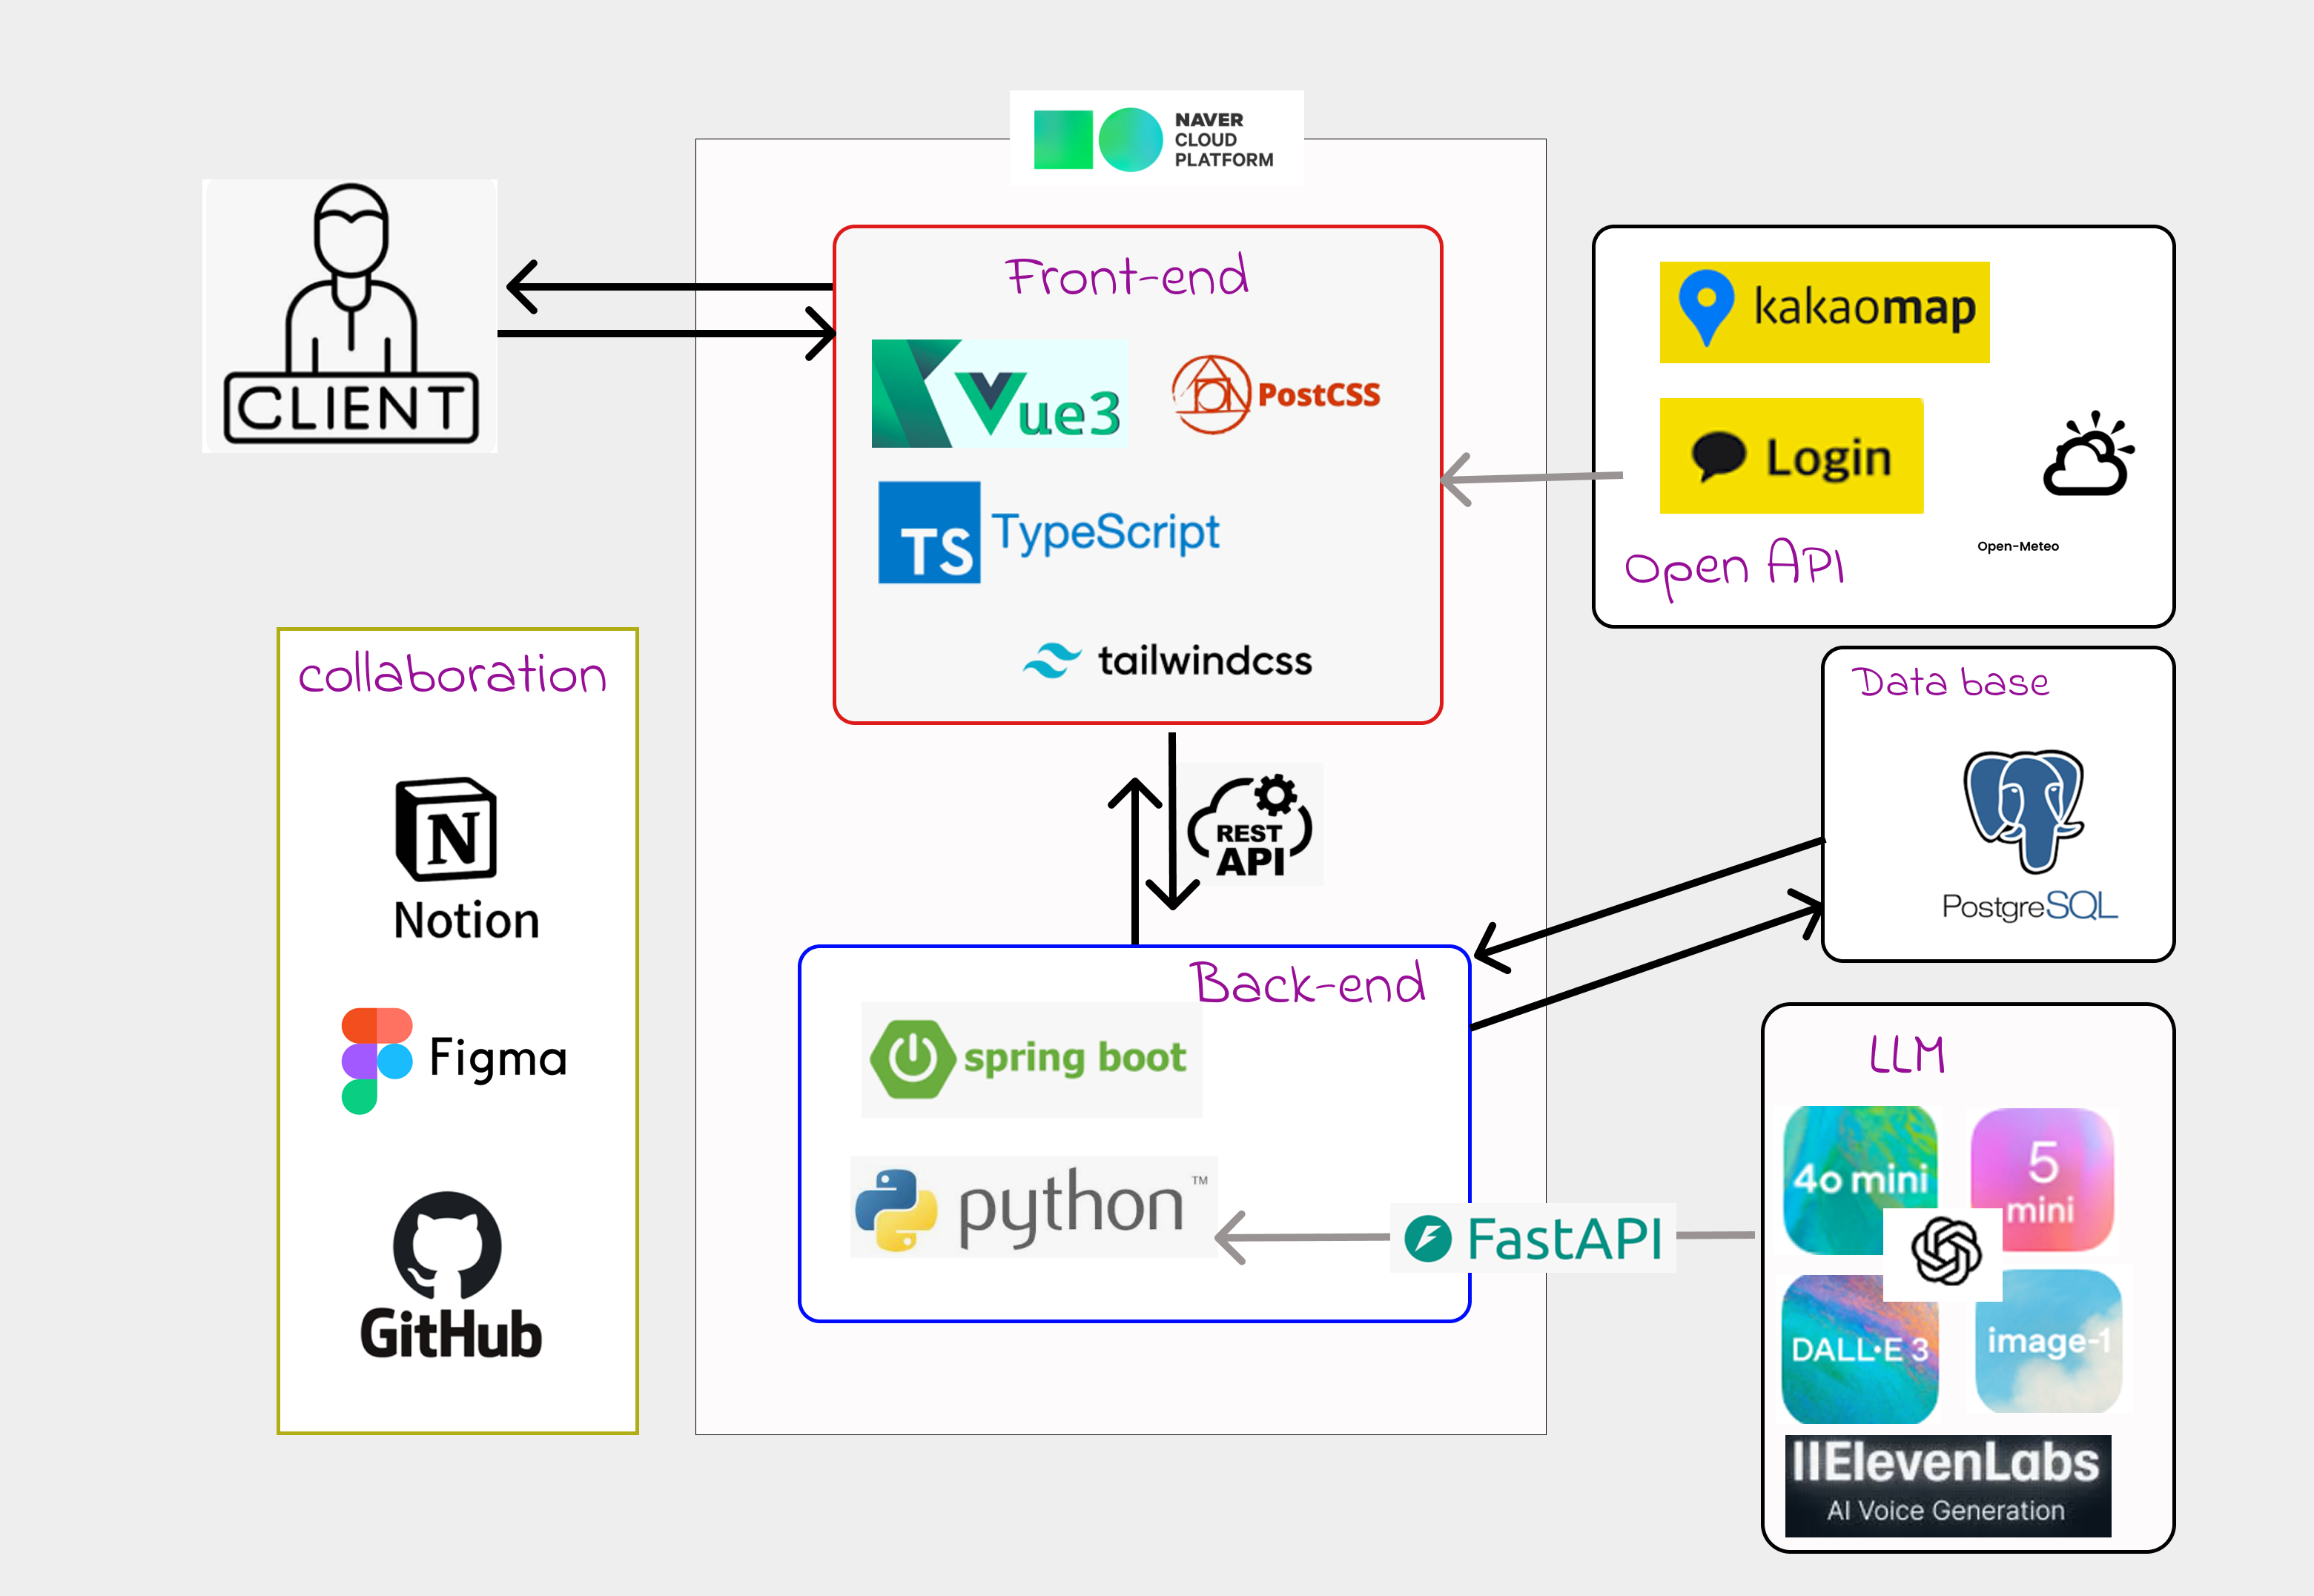 NAVER
CLOUD
PLATFORM
CLIENT
Front-end
Vue3
PostCSS
TS TypeScript
tailwindcss
kakaomap
Login
Open-Meteo
Open API
collaboration
N
Notion
Figma
GitHub
REST
API
Data base
PostgreSQL
Back-end
spring boot
python™
FastAPI
LLM
4o mini
5
mini
DALL·E 3
image-1
IIElevenLabs
AI Voice Generation